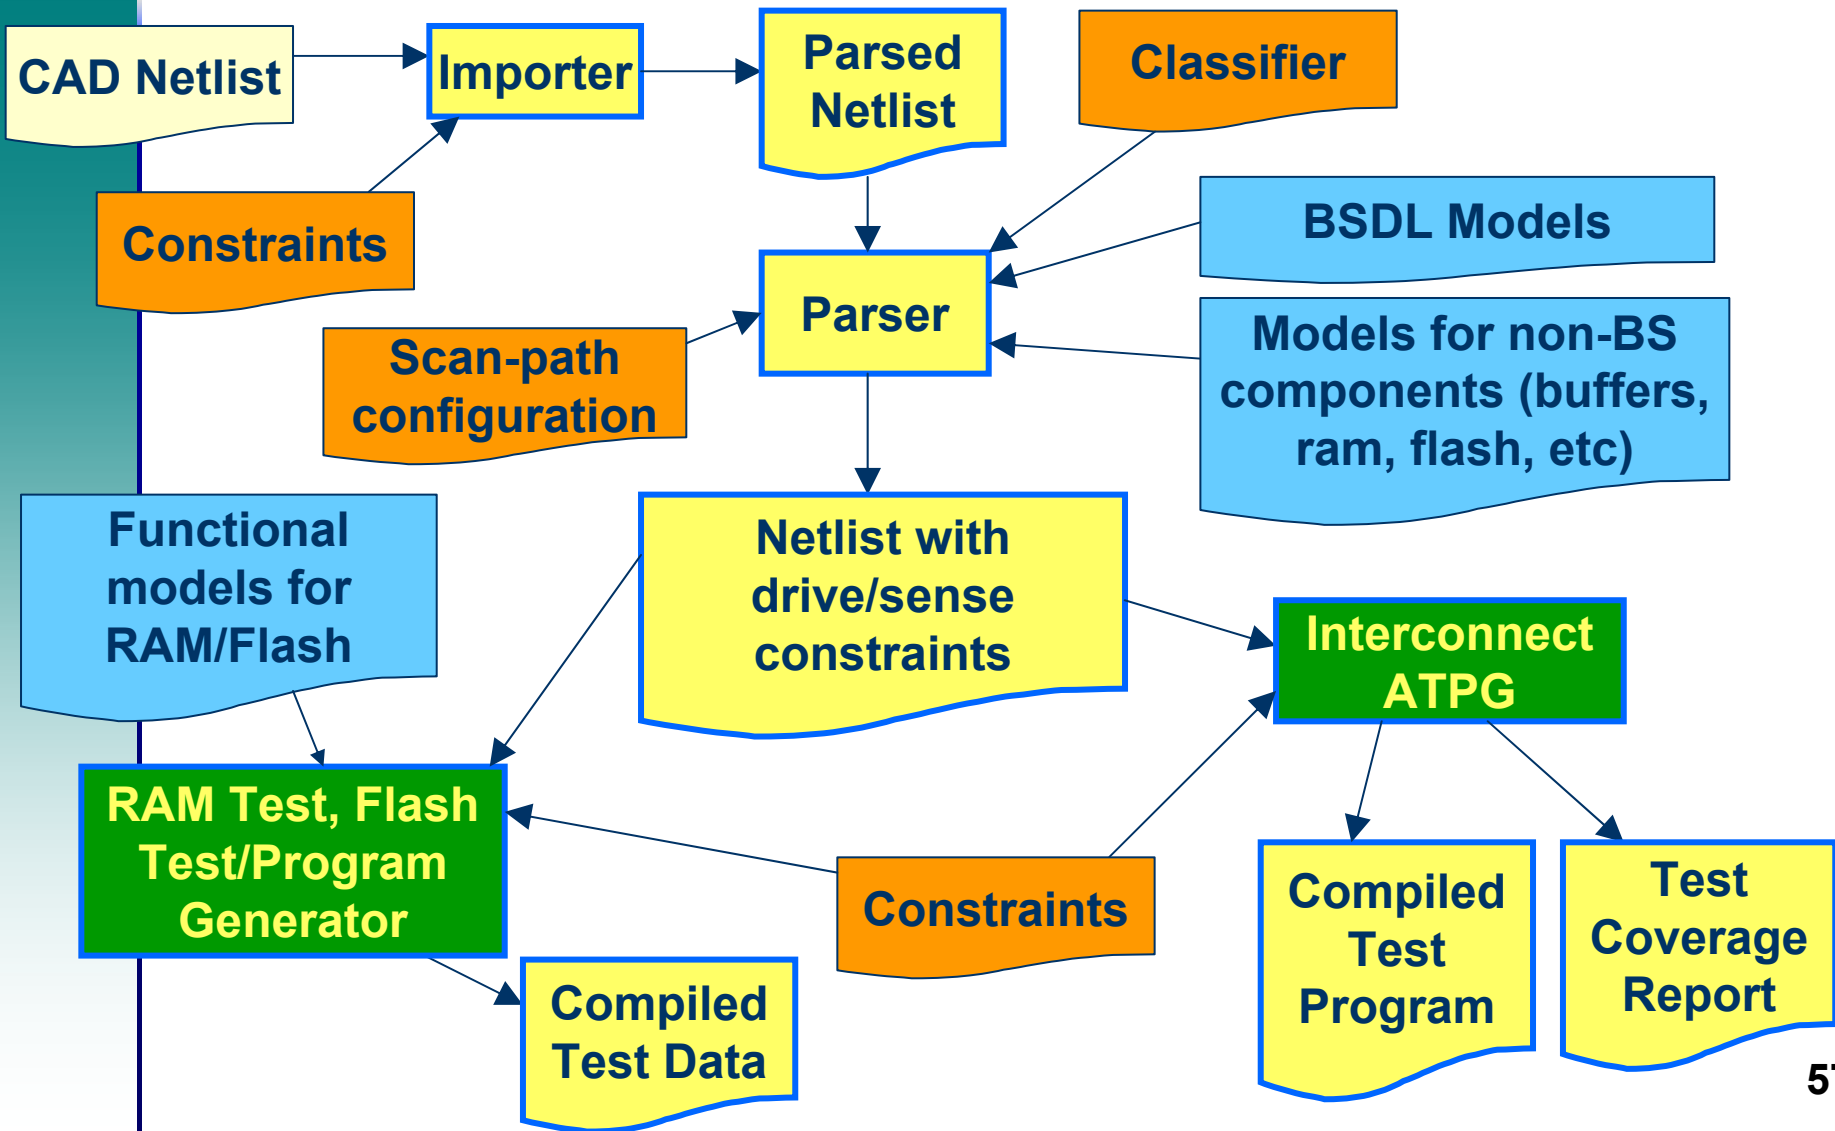 CAD Netlist
Importer
Parsed
Netlist
Classifier
Constraints
BSDL Models
Parser
Scan-path
configuration
Models for non-BS
components (buffers,
ram, flash, etc)
Functional
models for
RAM/Flash
Netlist with
drive/sense
constraints
Interconnect
ATPG
RAM Test, Flash
Test/Program
Generator
Constraints
Compiled
Test
Program
Test
Coverage
Report
Compiled
Test Data